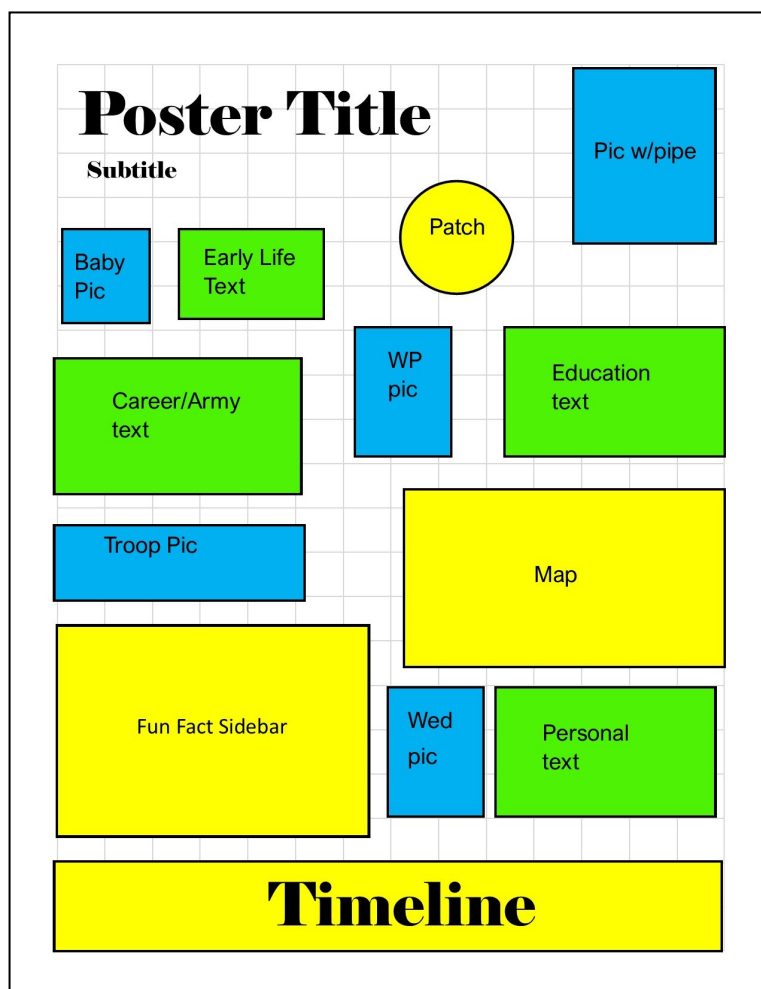 Poster Title
Subtitle
Pic w/pipe
Patch
Baby
Pic
Early Life
Text
WP
pic
Education
text
Career/Army
text
Troop Pic
Map
Fun Fact Sidebar
Wed
pic
Personal
text
Timeline